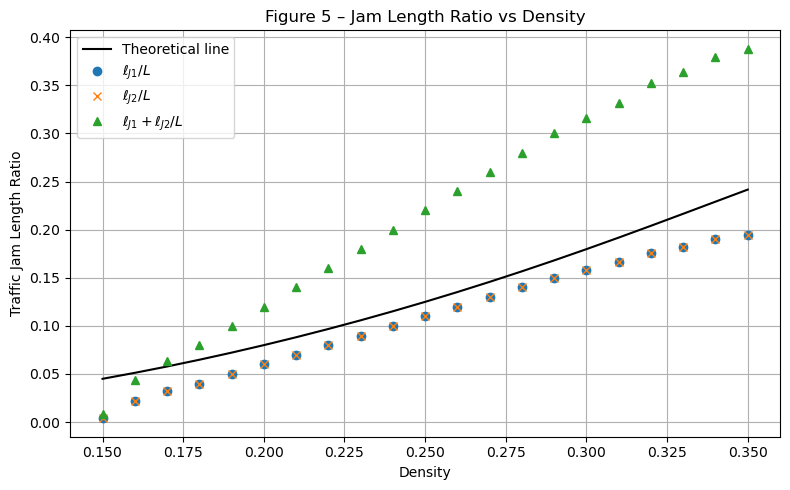 Figure 5 – Jam Length Ratio vs Density
Theoretical line
ℓJ1/L
ℓJ2/L
ℓJ1 + ℓJ2/L
Traffic Jam Length Ratio
0.40
0.35
0.30
0.25
0.20
0.15
0.10
0.05
0.00
0.150 0.175 0.200 0.225 0.250 0.275 0.300 0.325 0.350
Density